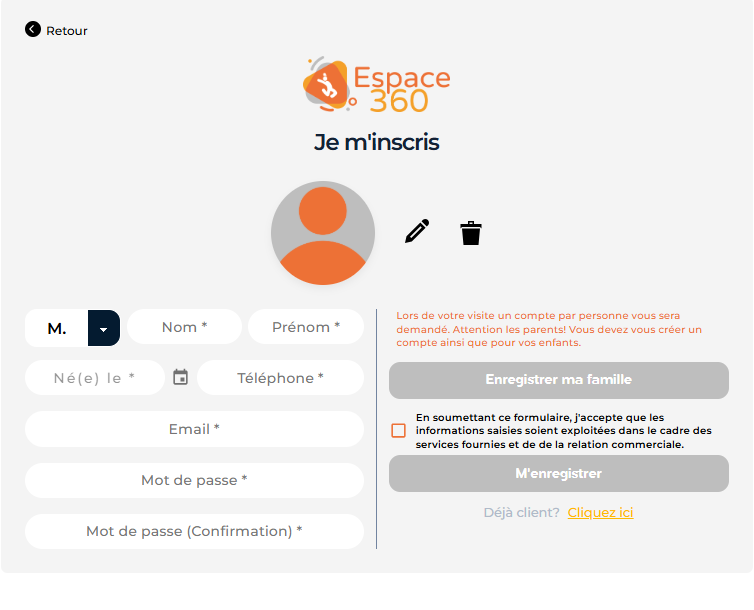 Retour
Espace
360
Je m'inscris
M.
Nom *
Prénom *
Né(e) le *
Téléphone *
Email *
Mot de passe *
Mot de passe (Confirmation) *
Lors de votre visite un compte par personne vous sera
demandé. Attention les parents! Vous devez vous créer un
compte ainsi que pour vos enfants.
Enregistrer ma famille
En soumettant ce formulaire, j'accepte que les
informations saisies soient exploitées dans le cadre des
services fournies et de de la relation commerciale.
M'enregistrer
Déjà client? Cliquez ici